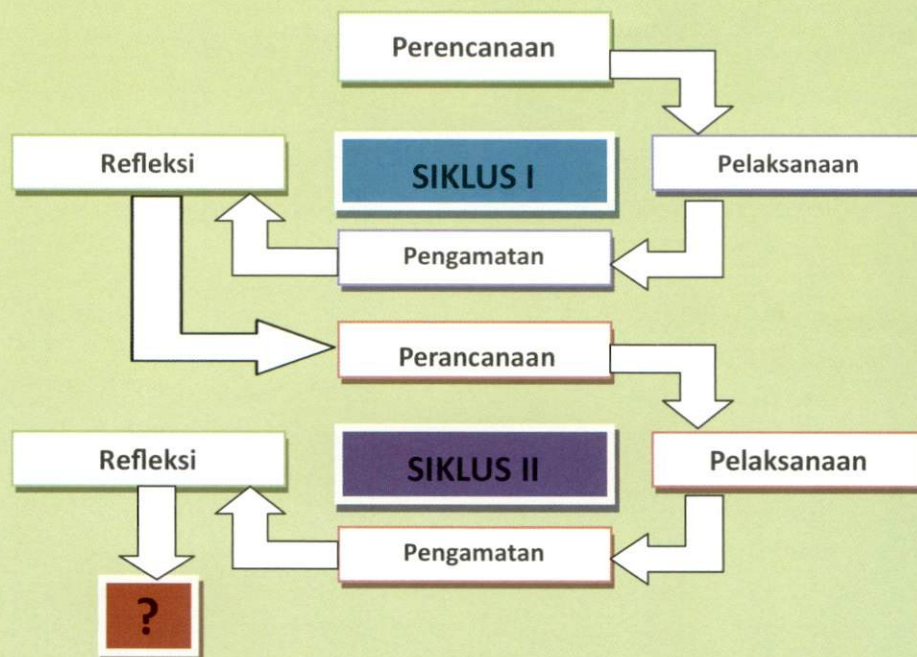 Perencanaan
Refleksi
SIKLUS I
Pelaksanaan
Pengamatan
Perancanaan
Refleksi
SIKLUS II
Pelaksanaan
Pengamatan
?